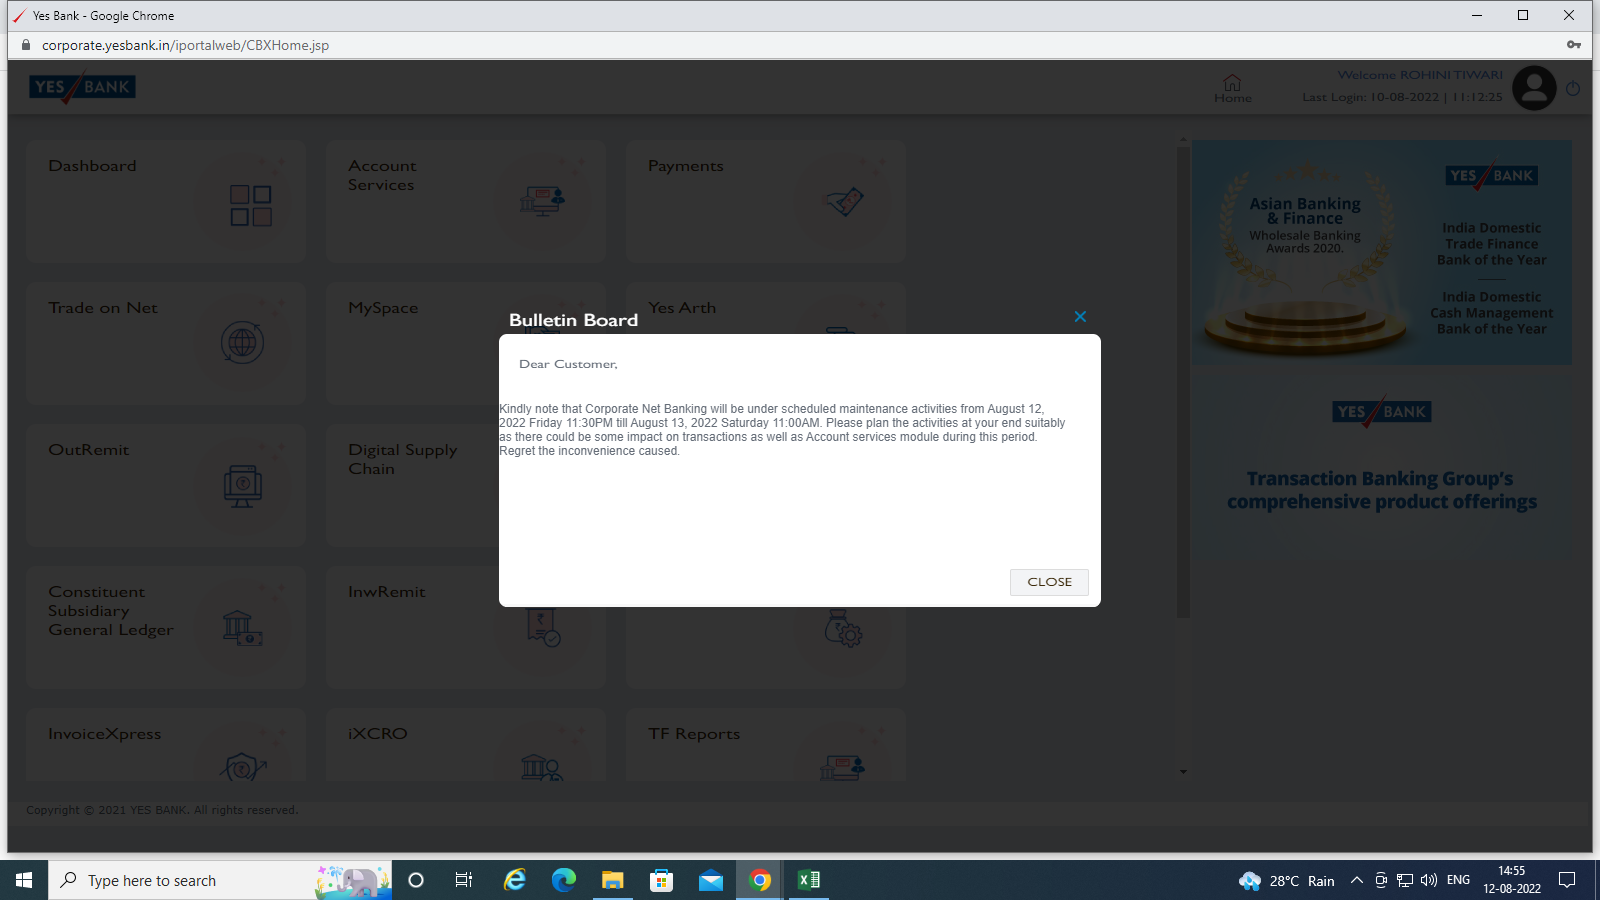 Yes Bank - Google Chrome
corporate.yesbank.in/iportalweb/CBXHome.jsp
YES BANK
Home
Welcome ROHINI TIWARI
Last Login: 10-08-2022 | 11:12:25
Dashboard
Account
Services
Payments
Trade on Net
MySpace
Yes Arth
OutRemit
Digital Supply
Chain
Constituent
Subsidiary
General Ledger
InwRemit
InvoiceXpress
iXCRO
TF Reports
Asian Banking
& Finance
Wholesale Banking
Awards 2020.
YES BANK
India Domestic
Trade Finance
Bank of the Year
India Domestic
Cash Management
Bank of the Year
YES BANK
Transaction Banking Group's
comprehensive product offerings
Bulletin Board
Dear Customer,
Kindly note that Corporate Net Banking will be under scheduled maintenance activities from August 12,
2022 Friday 11:30PM till August 13, 2022 Saturday 11:00AM. Please plan the activities at your end suitably
as there could be some impact on transactions as well as Account services module during this period.
Regret the inconvenience caused.
CLOSE
Copyright © 2021 YES BANK. All rights reserved.
Type here to search
28°C Rain
ENG
14:55
12-08-2022